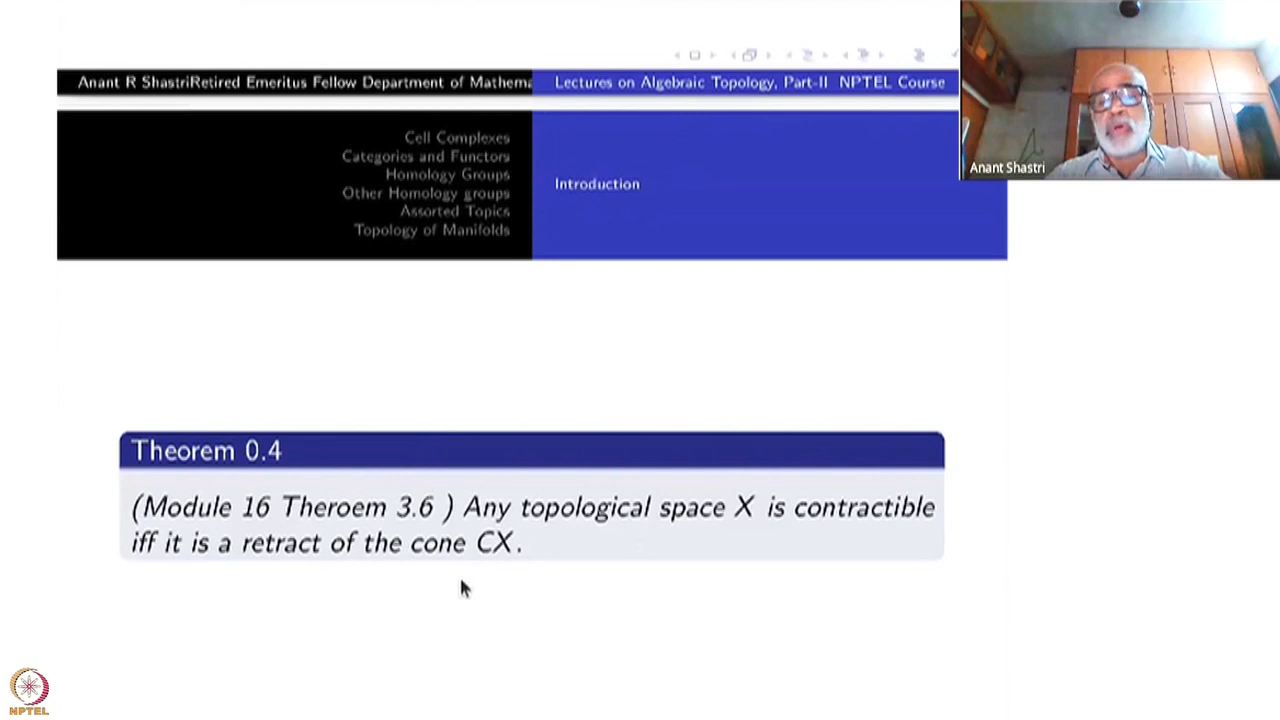 Anant R ShastriRetired Emeritus Fellow Department of Mathema
Lectures on Algebraic Topology, Part-II NPTEL Course
Cell Complexes
Categories and Functors
Homology Groups
Other Homology groups
Assorted Topics
Topology of Manifolds
Introduction
Anant Shastri
Theorem 0.4
(Module 16 Theroem 3.6 ) Any topological space X is contractible
iff it is a retract of the cone CX.
NPTEL